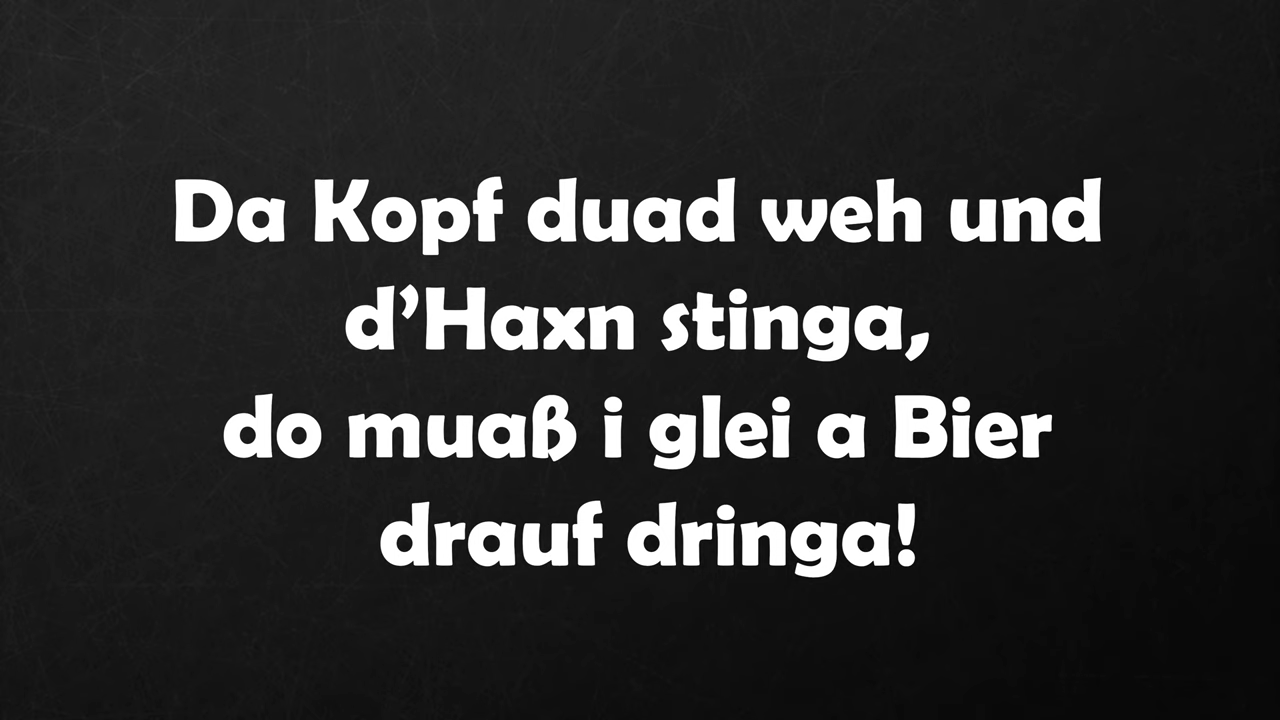 Da Kopf duad weh und
d’Haxn stinga,
do muaß i glei a Bier
drauf dringa!